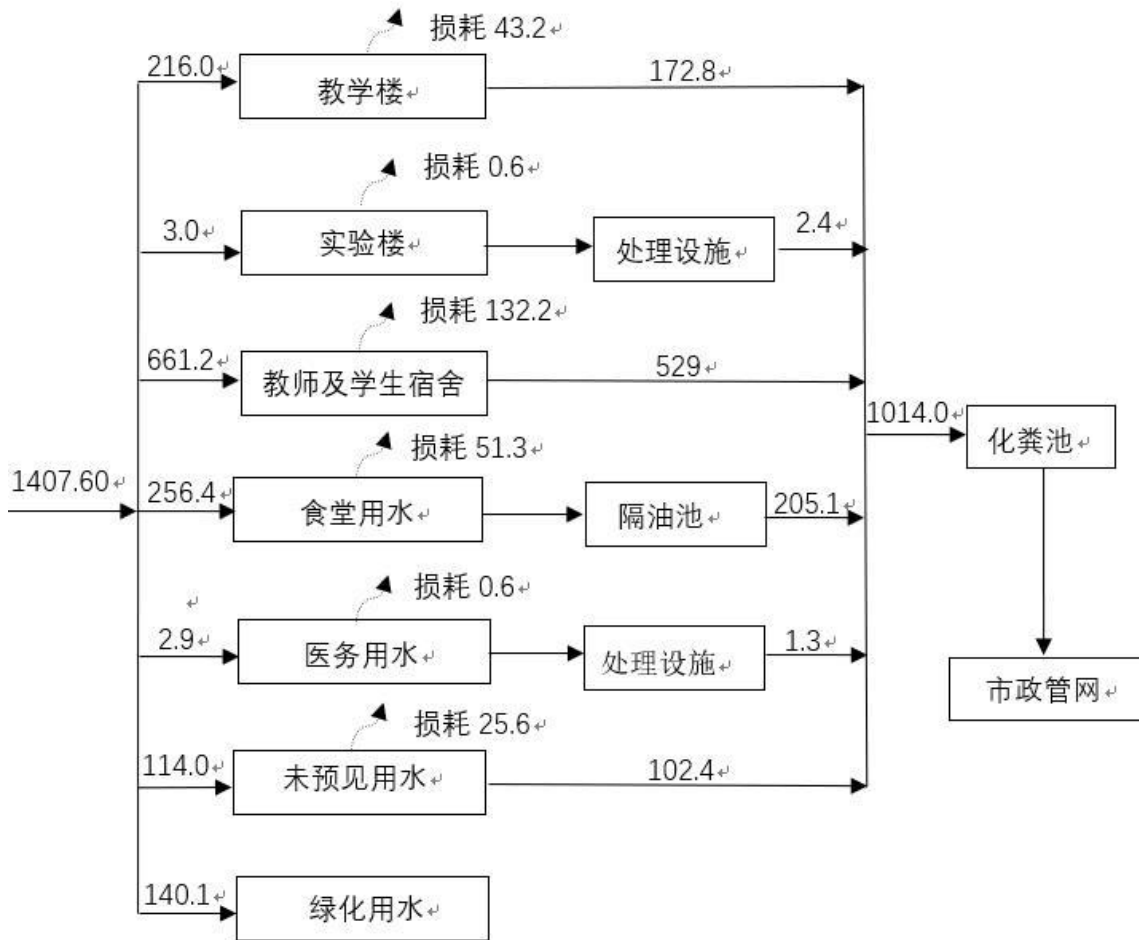 损耗 43.2
216.0
教学楼
172.8
损耗 0.6
3.0
实验楼
处理设施
2.4
损耗 132.2
661.2
教师及学生宿舍
529
1014.0
化粪池
损耗 51.3
1407.60
256.4
食堂用水
隔油池
205.1
损耗 0.6
2.9
医务用水
处理设施
1.3
市政管网
损耗 25.6
114.0
未预见用水
102.4
140.1
绿化用水